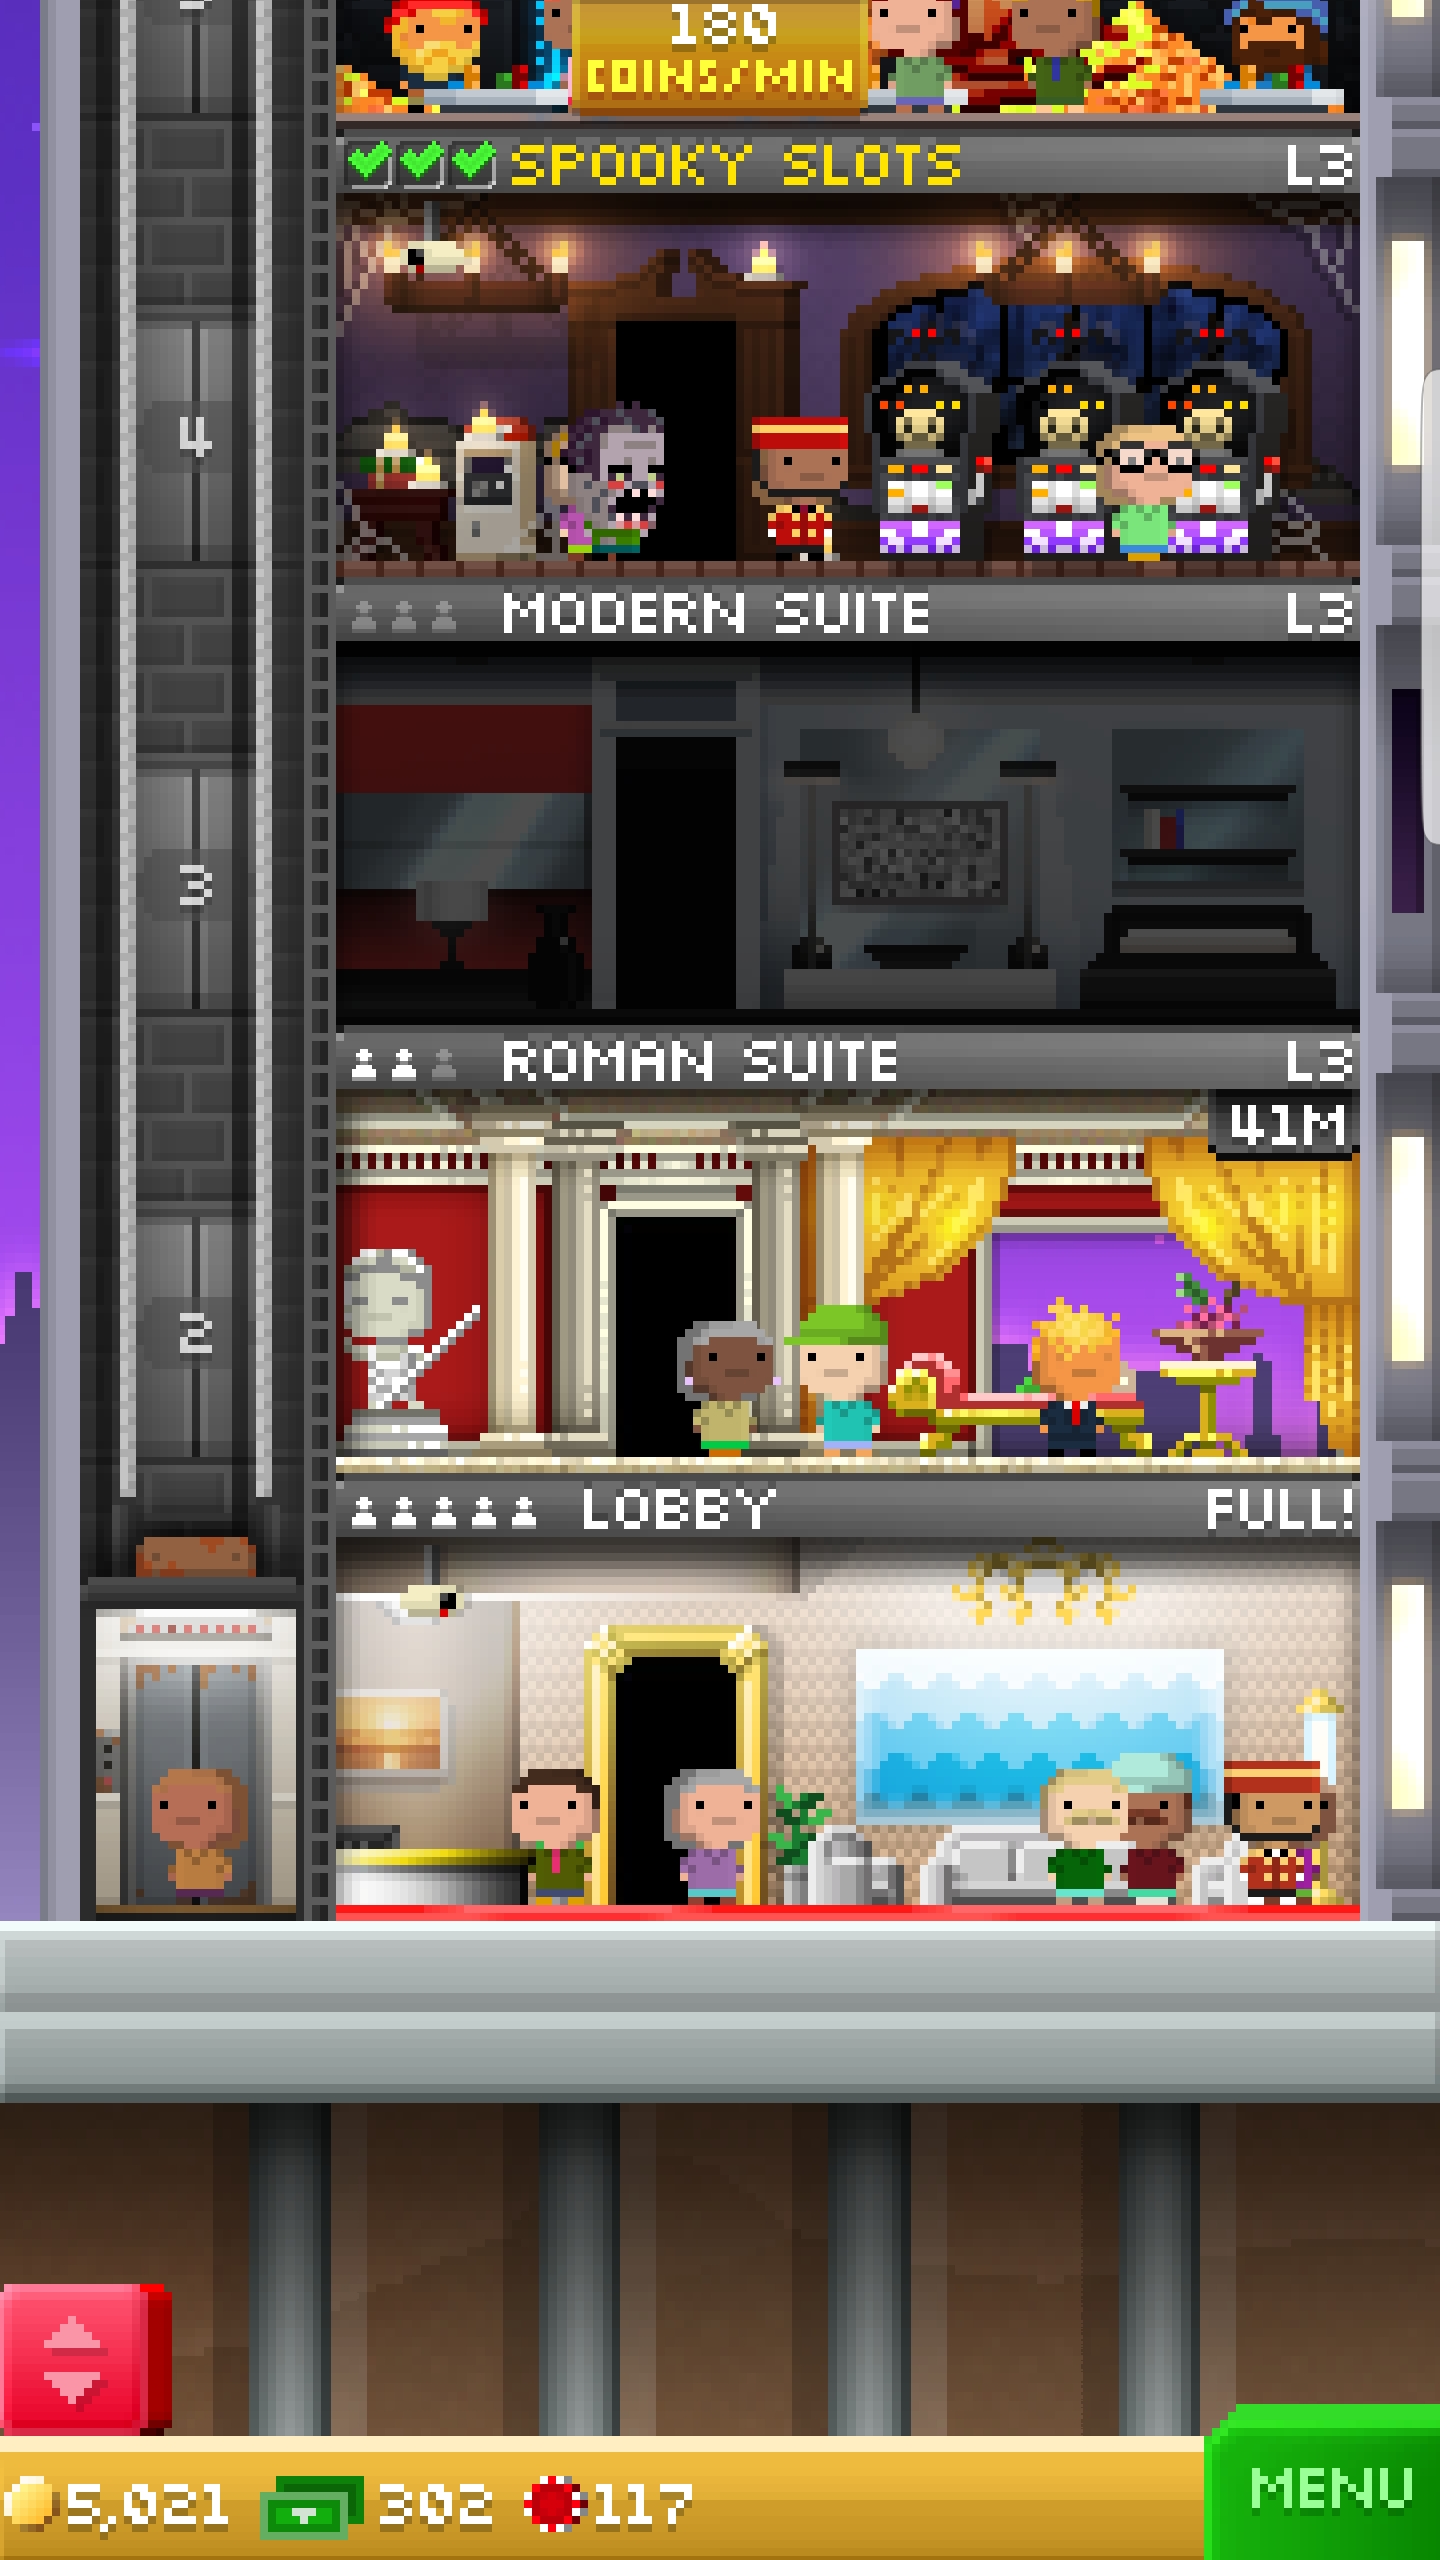 180
COINS/MIN
SPOOKY SLOTS L3
4
MODERN SUITE L3
3
ROMAN SUITE L3
41M
2
LOBBY FULL!
5,021 302 117
MENU